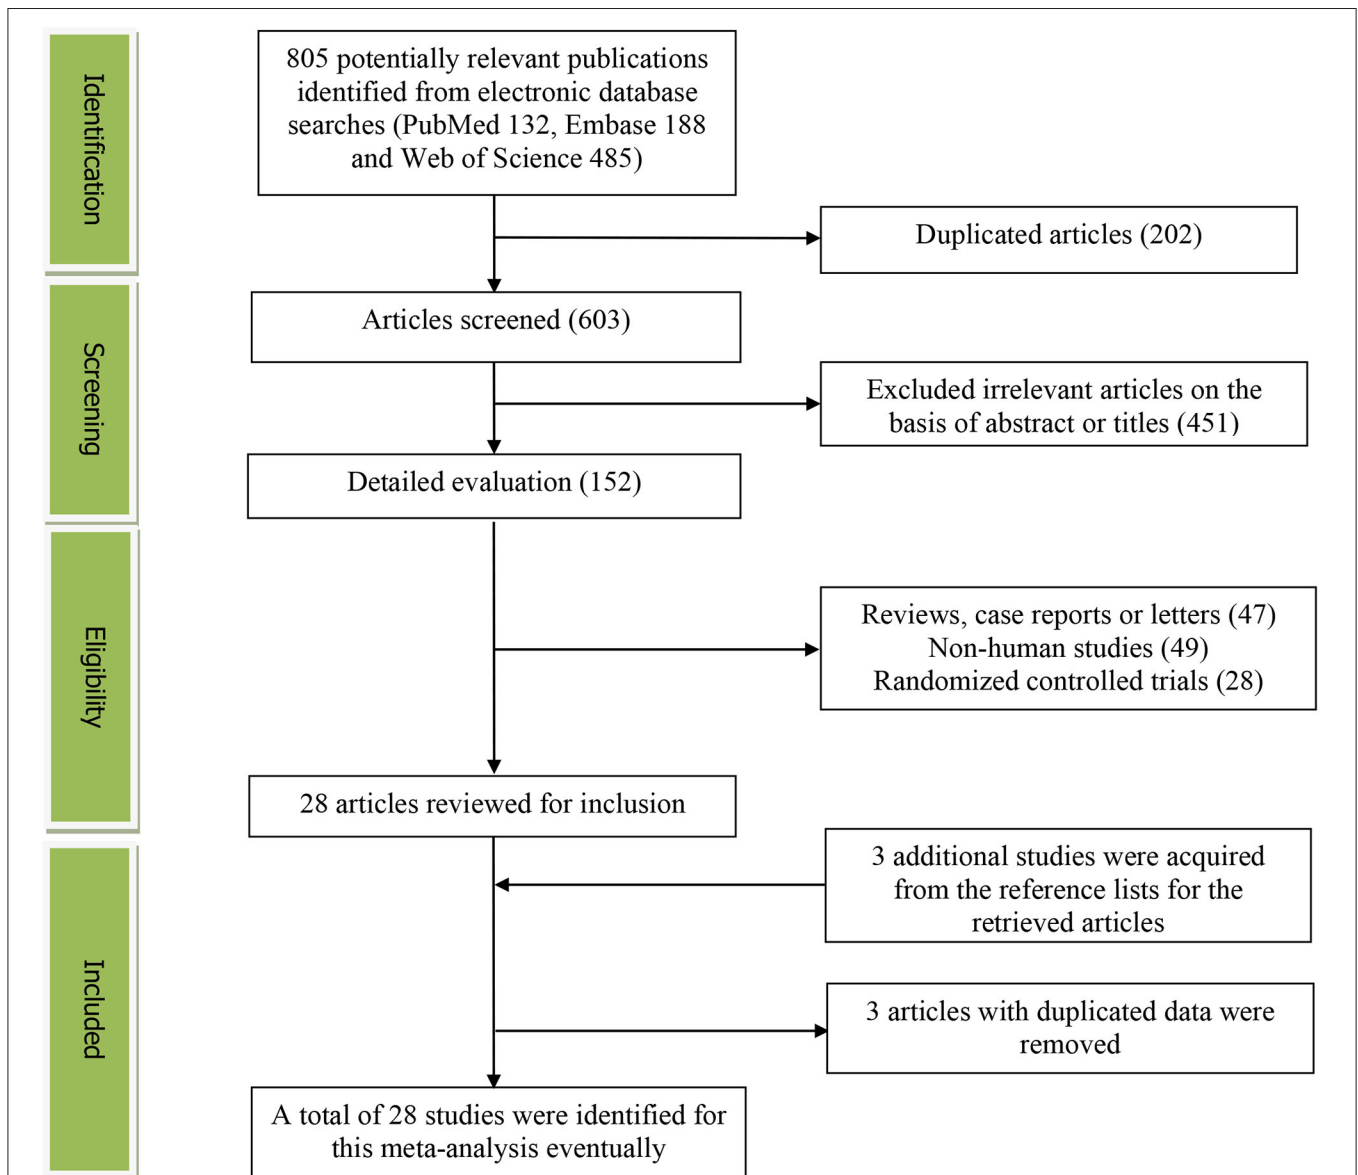 Identification
805 potentially relevant publications
identified from electronic database
searches (PubMed 132, Embase 188
and Web of Science 485)
Duplicated articles (202)
Screening
Articles screened (603)
Excluded irrelevant articles on the
basis of abstract or titles (451)
Detailed evaluation (152)
Eligibility
Reviews, case reports or letters (47)
Non-human studies (49)
Randomized controlled trials (28)
28 articles reviewed for inclusion
Included
3 additional studies were acquired
from the reference lists for the
retrieved articles
3 articles with duplicated data were
removed
A total of 28 studies were identified for
this meta-analysis eventually